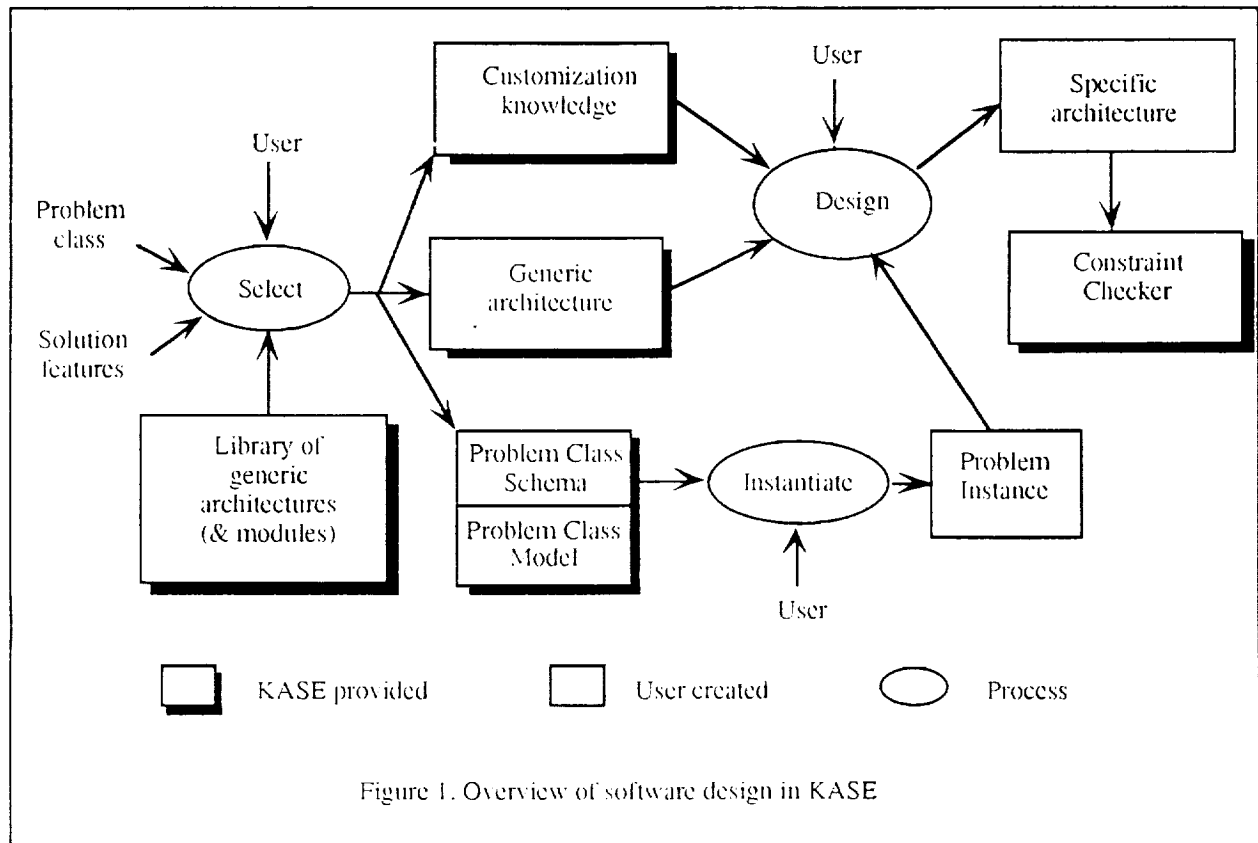 User
Problem
class
Solution
features
Select
Library of
generic
architectures
(& modules)
Customization
knowledge
Generic
architecture
Problem Class
Schema
Problem Class
Model
User
Design
Instantiate
User
Problem
Instance
Specific
architecture
Constraint
Checker
KASE provided
User created
Process
Figure 1. Overview of software design in KASE